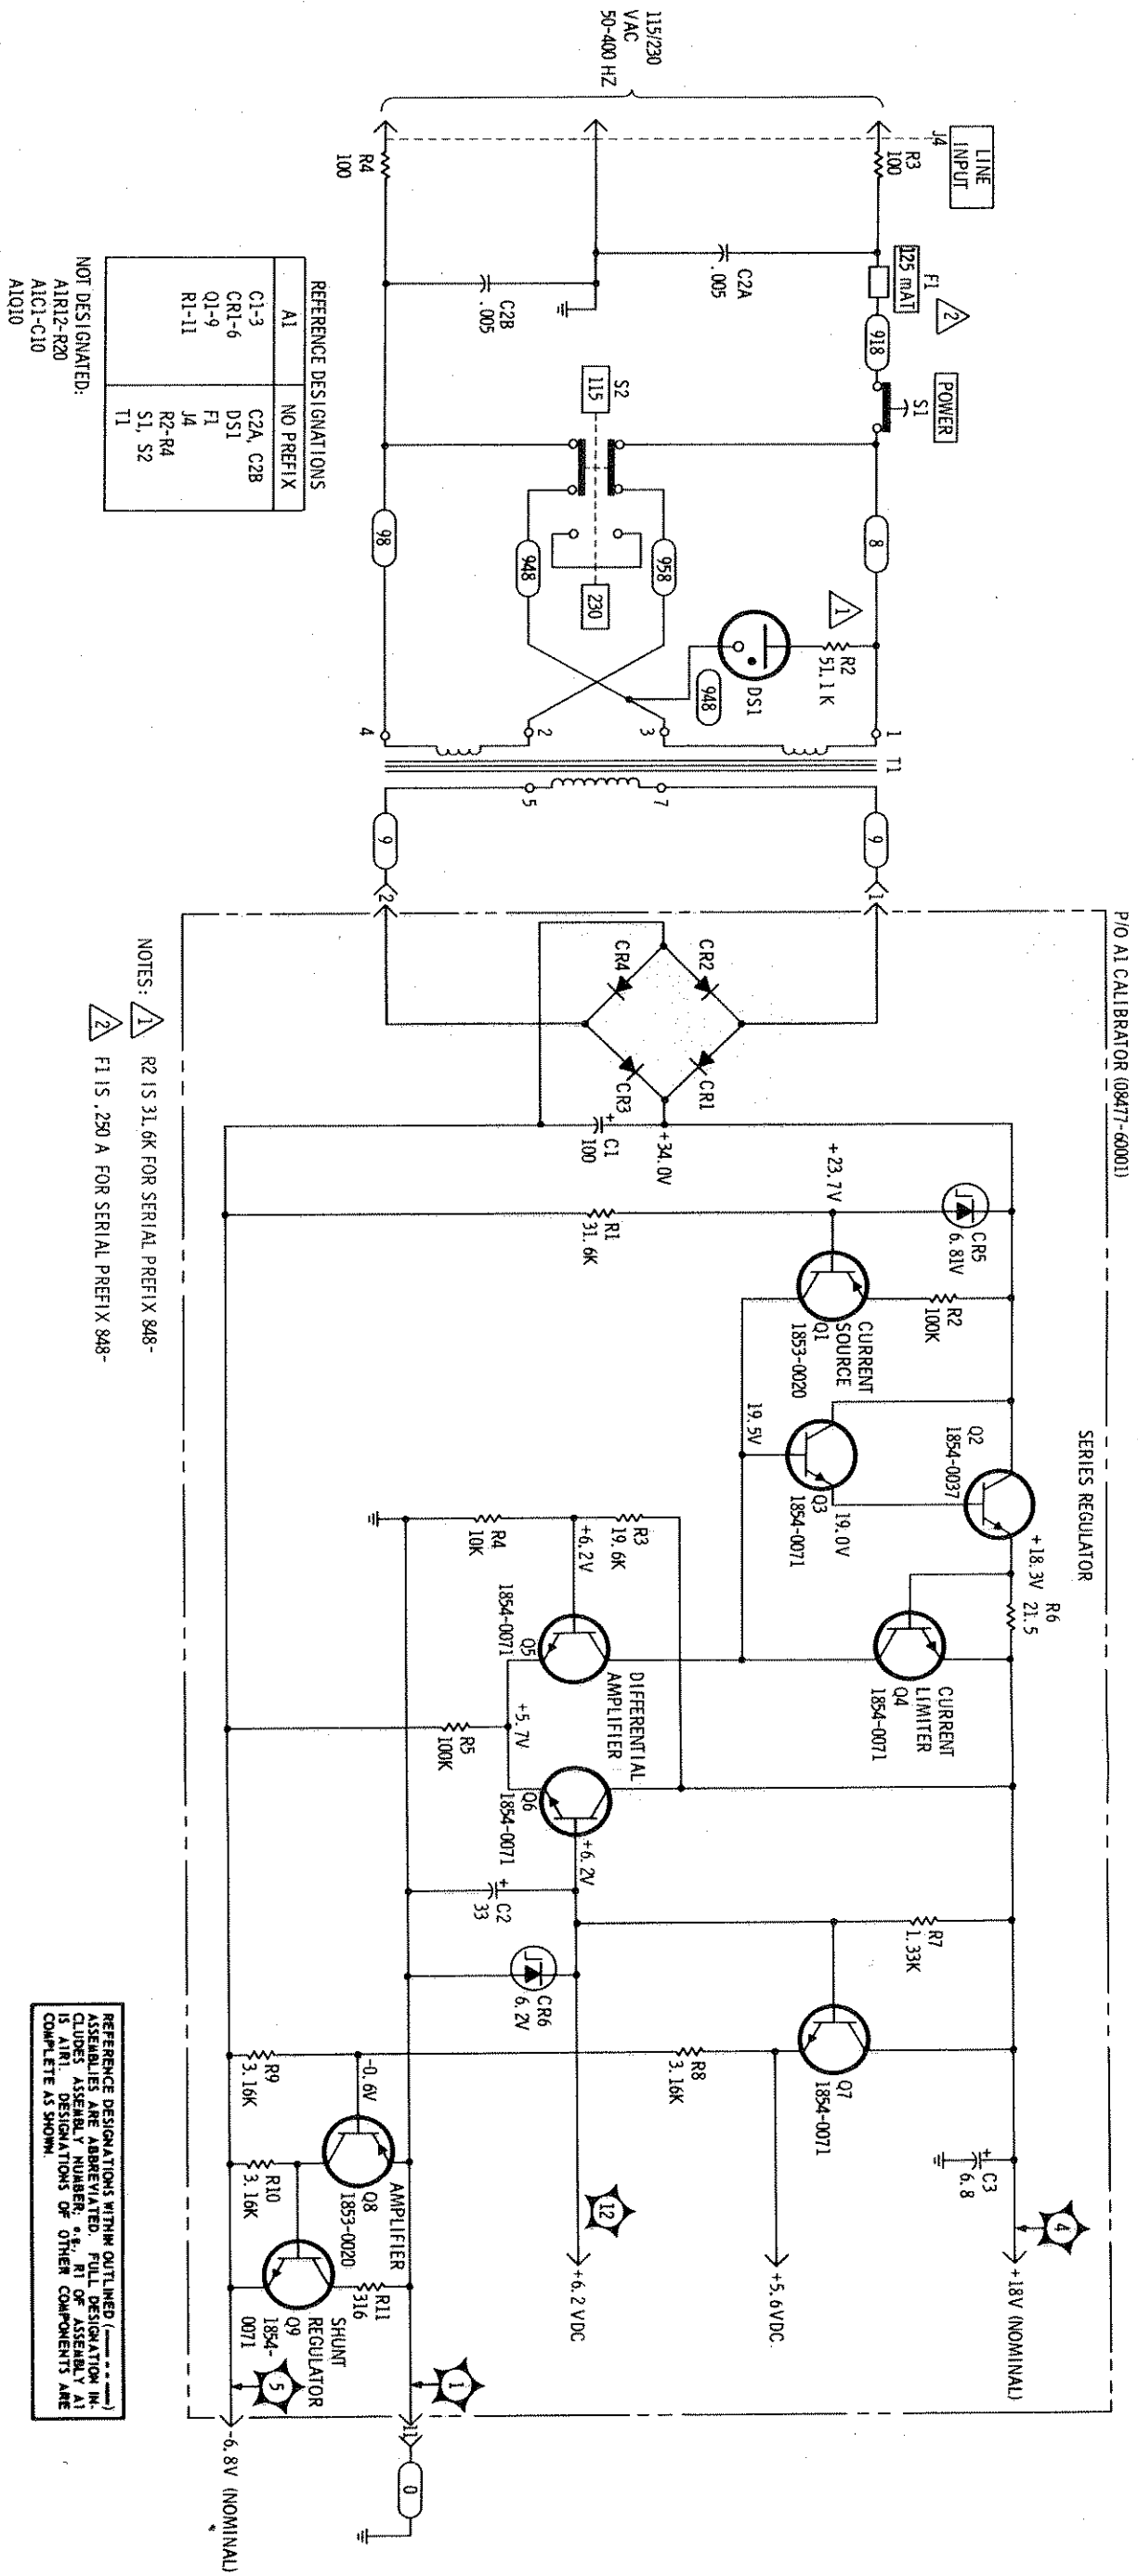 P/O A1 CALIBRATOR (08477-60001)
SERIES REGULATOR
LINE
INPUT
J4
115/230
VAC
50-400 HZ
R3
100
R4
100
F1
125 mAT
2
918
POWER
S1
C2A
.005
C2B
.005
S2
115
230
8
98
958
948
1
R2
51.1 K
DS1
948
1
3
2
4
T1
7
5
9
9
1
2
CR2
CR1
CR4
CR3
+34.0V
+
C1
100
+23.7V
CR5
6.81V
R1
31.6K
R2
100K
CURRENT
SOURCE
Q1
1853-0020
Q2
1854-0037
19.5V
Q3
1854-0071
19.0V
+18.3V
R6
21.5
CURRENT
LIMITER
Q4
1854-0071
R3
19.6K
+6.2V
R4
10K
DIFFERENTIAL
AMPLIFIER
Q5
1854-0071
+5.7V
R5
100K
Q6
1854-0071
+6.2V
+
C2
33
R7
1.33K
CR6
6.2V
Q7
1854-0071
R8
3.16K
R9
3.16K
-0.6V
AMPLIFIER
Q8
1853-0020
R10
3.16K
R11
316
SHUNT
REGULATOR
Q9
1854-
0071
+
C3
6.8
4
+18V (NOMINAL)
+5.6VDC
12
+6.2 VDC
1
11
0
5
-6.8V (NOMINAL)
REFERENCE DESIGNATIONS
A1
NO PREFIX
C1-3
CR1-6
Q1-9
R1-11
C2A, C2B
DS1
F1
J4
R2-R4
S1, S2
T1
NOT DESIGNATED:
A1R12-R20
A1C1-C10
A1Q10
NOTES:
1 R2 IS 31.6K FOR SERIAL PREFIX 848-
2 F1 IS .250 A FOR SERIAL PREFIX 848-
REFERENCE DESIGNATIONS WITHIN OUTLINED (— - - —)
ASSEMBLIES ARE ABBREVIATED. FULL DESIGNATION IN-
CLUDES ASSEMBLY NUMBER; e.g., R1 OF ASSEMBLY A1
IS A1R1. DESIGNATIONS OF OTHER COMPONENTS ARE
COMPLETE AS SHOWN.